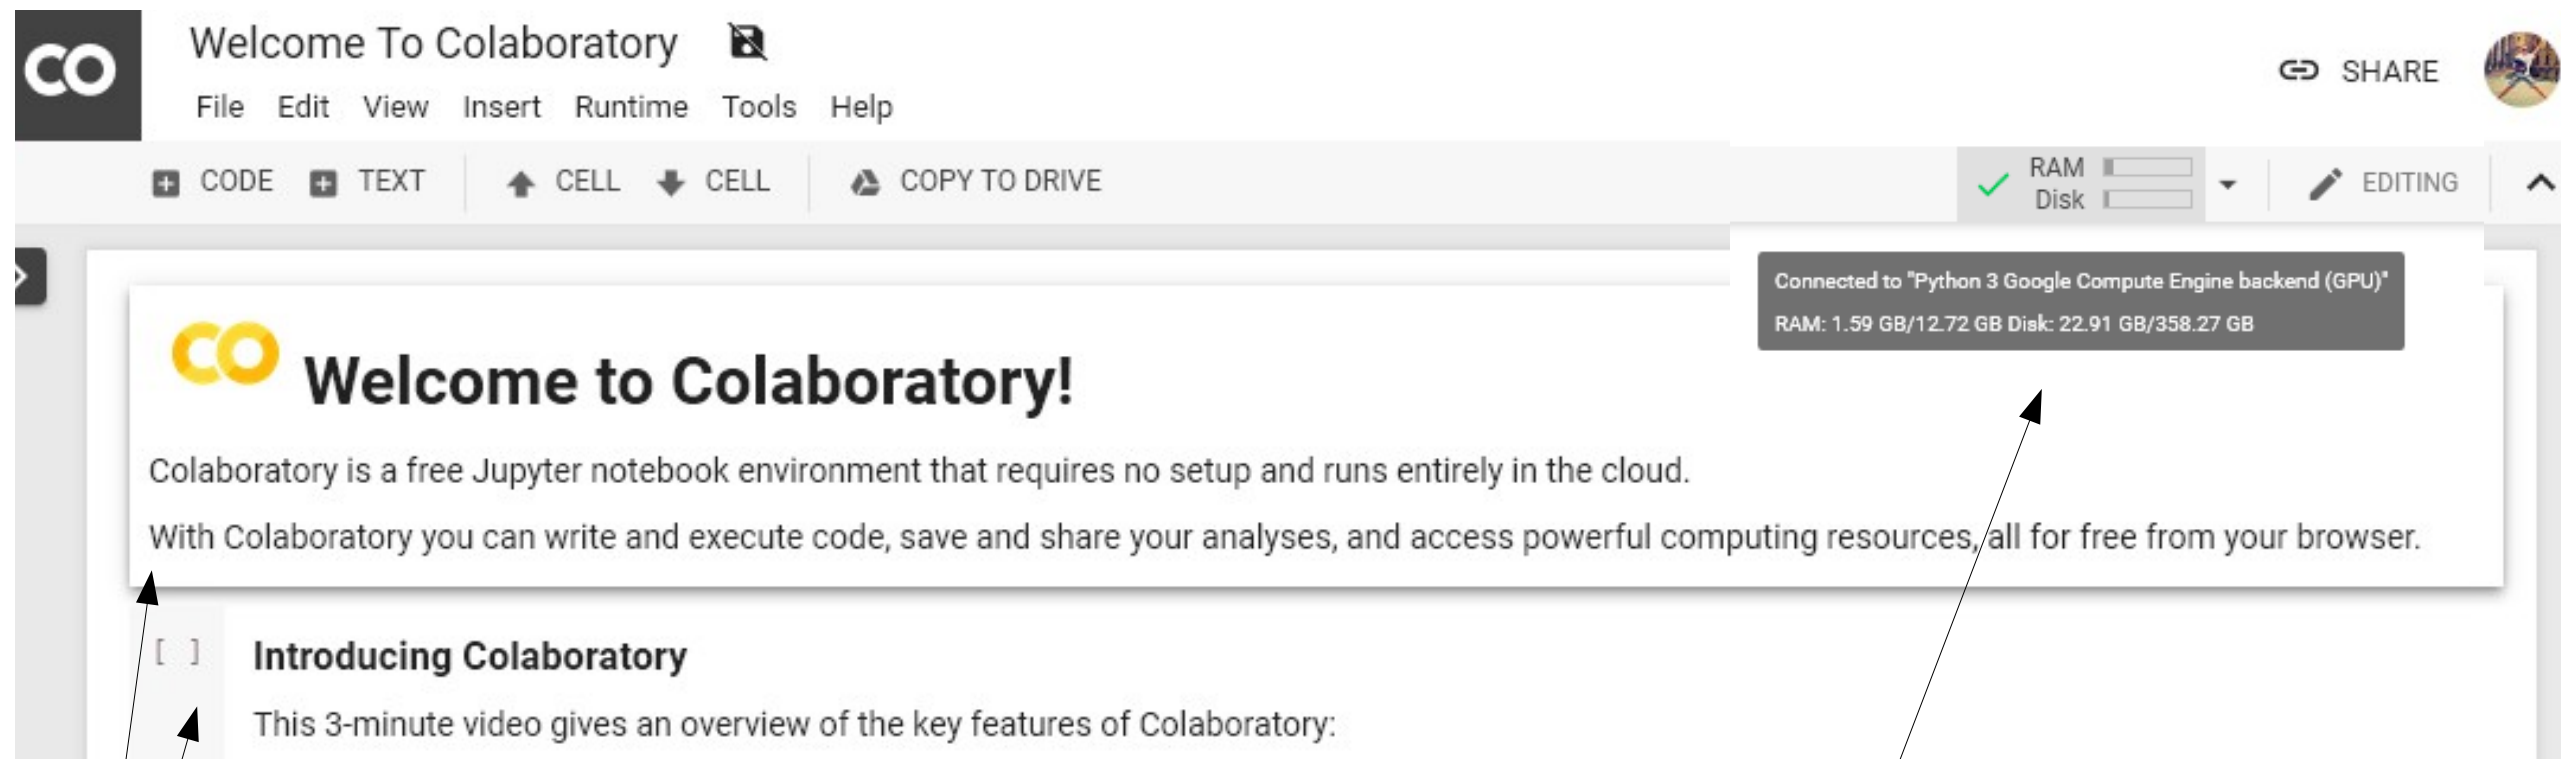 CO Welcome To Colaboratory
File Edit View Insert Runtime Tools Help
SHARE
CODE TEXT CELL CELL COPY TO DRIVE
RAM
Disk
EDITING
Connected to "Python 3 Google Compute Engine backend (GPU)"
RAM: 1.59 GB/12.72 GB Disk: 22.91 GB/358.27 GB
CO Welcome to Colaboratory!
Colaboratory is a free Jupyter notebook environment that requires no setup and runs entirely in the cloud.
With Colaboratory you can write and execute code, save and share your analyses, and access powerful computing resources, all for free from your browser.
[ ] Introducing Colaboratory
This 3-minute video gives an overview of the key features of Colaboratory: